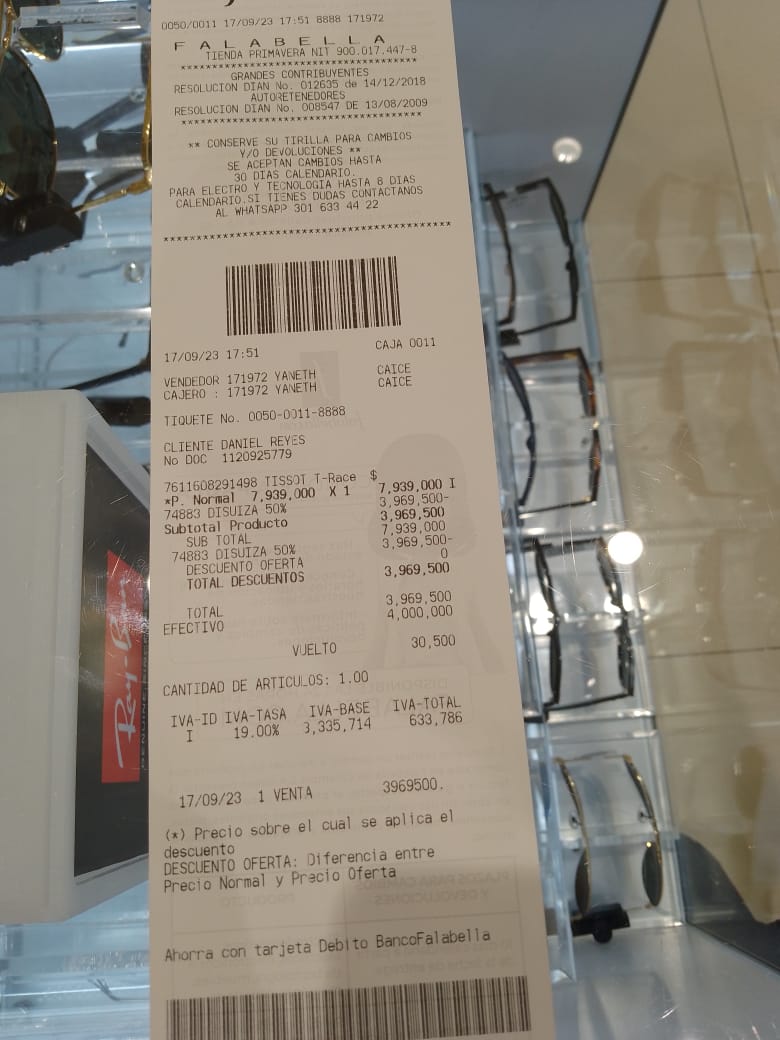 0050/0011 17/09/23 17:51 8888 171972
F A L A B E L L A
TIENDA PRIMAVERA NIT 900.017.447-8
****************************************
GRANDES CONTRIBUYENTES
RESOLUCION DIAN No. 012635 de 14/12/2018
AUTORETENEDORES
RESOLUCION DIAN No. 008547 DE 13/08/2009
****************************************
** CONSERVE SU TIRILLA PARA CAMBIOS
Y/O DEVOLUCIONES **
SE ACEPTAN CAMBIOS HASTA
30 DIAS CALENDARIO.
PARA ELECTRO Y TECNOLOGIA HASTA 8 DIAS
CALENDARIO.SI TIENES DUDAS CONTACTANOS
AL WHATSAPP 301 633 44 22
****************************************
17/09/23 17:51 CAJA 0011
VENDEDOR 171972 YANETH CAICE
CAJERO : 171972 YANETH CAICE
TIQUETE No. 0050-0011-8888
CLIENTE DANIEL REYES
No DOC 1120925779
7611608291498 TISSOT T-Race $
*P. Normal 7,939,000 X 1 7,939,000 I
74883 DISUIZA 50% 3,969,500-
Subtotal Producto 3,969,500
SUB TOTAL 7,939,000
74883 DISUIZA 50% 3,969,500-
DESCUENTO OFERTA 0
TOTAL DESCUENTOS 3,969,500
TOTAL 3,969,500
EFECTIVO 4,000,000
VUELTO 30,500
CANTIDAD DE ARTICULOS: 1.00
IVA-ID IVA-TASA IVA-BASE IVA-TOTAL
I 19.00% 3,335,714 633,786
17/09/23 1 VENTA 3969500.
(*) Precio sobre el cual se aplica el
descuento
DESCUENTO OFERTA: Diferencia entre
Precio Normal y Precio Oferta
Ahorra con tarjeta Debito BancoFalabella
Ray-Ban
GENUINE